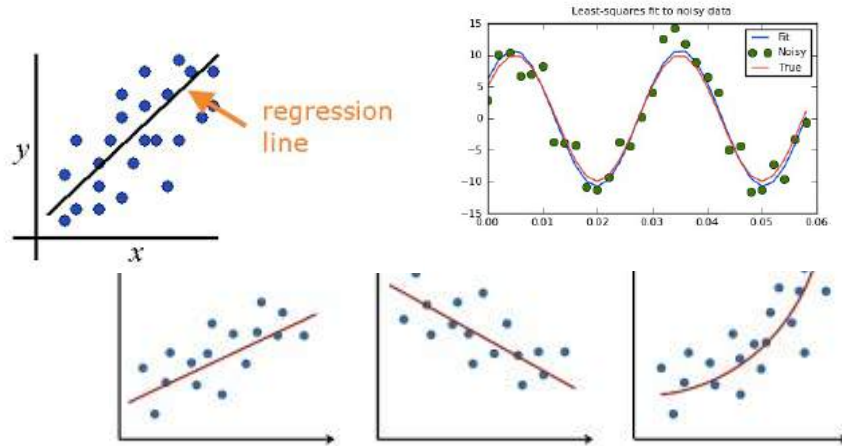 y
x
regression
line
Least-squares fit to noisy data
15
10
5
0
−5
−10
−15
0.00
0.01
0.02
0.03
0.04
0.05
0.06
Fit
Noisy
True